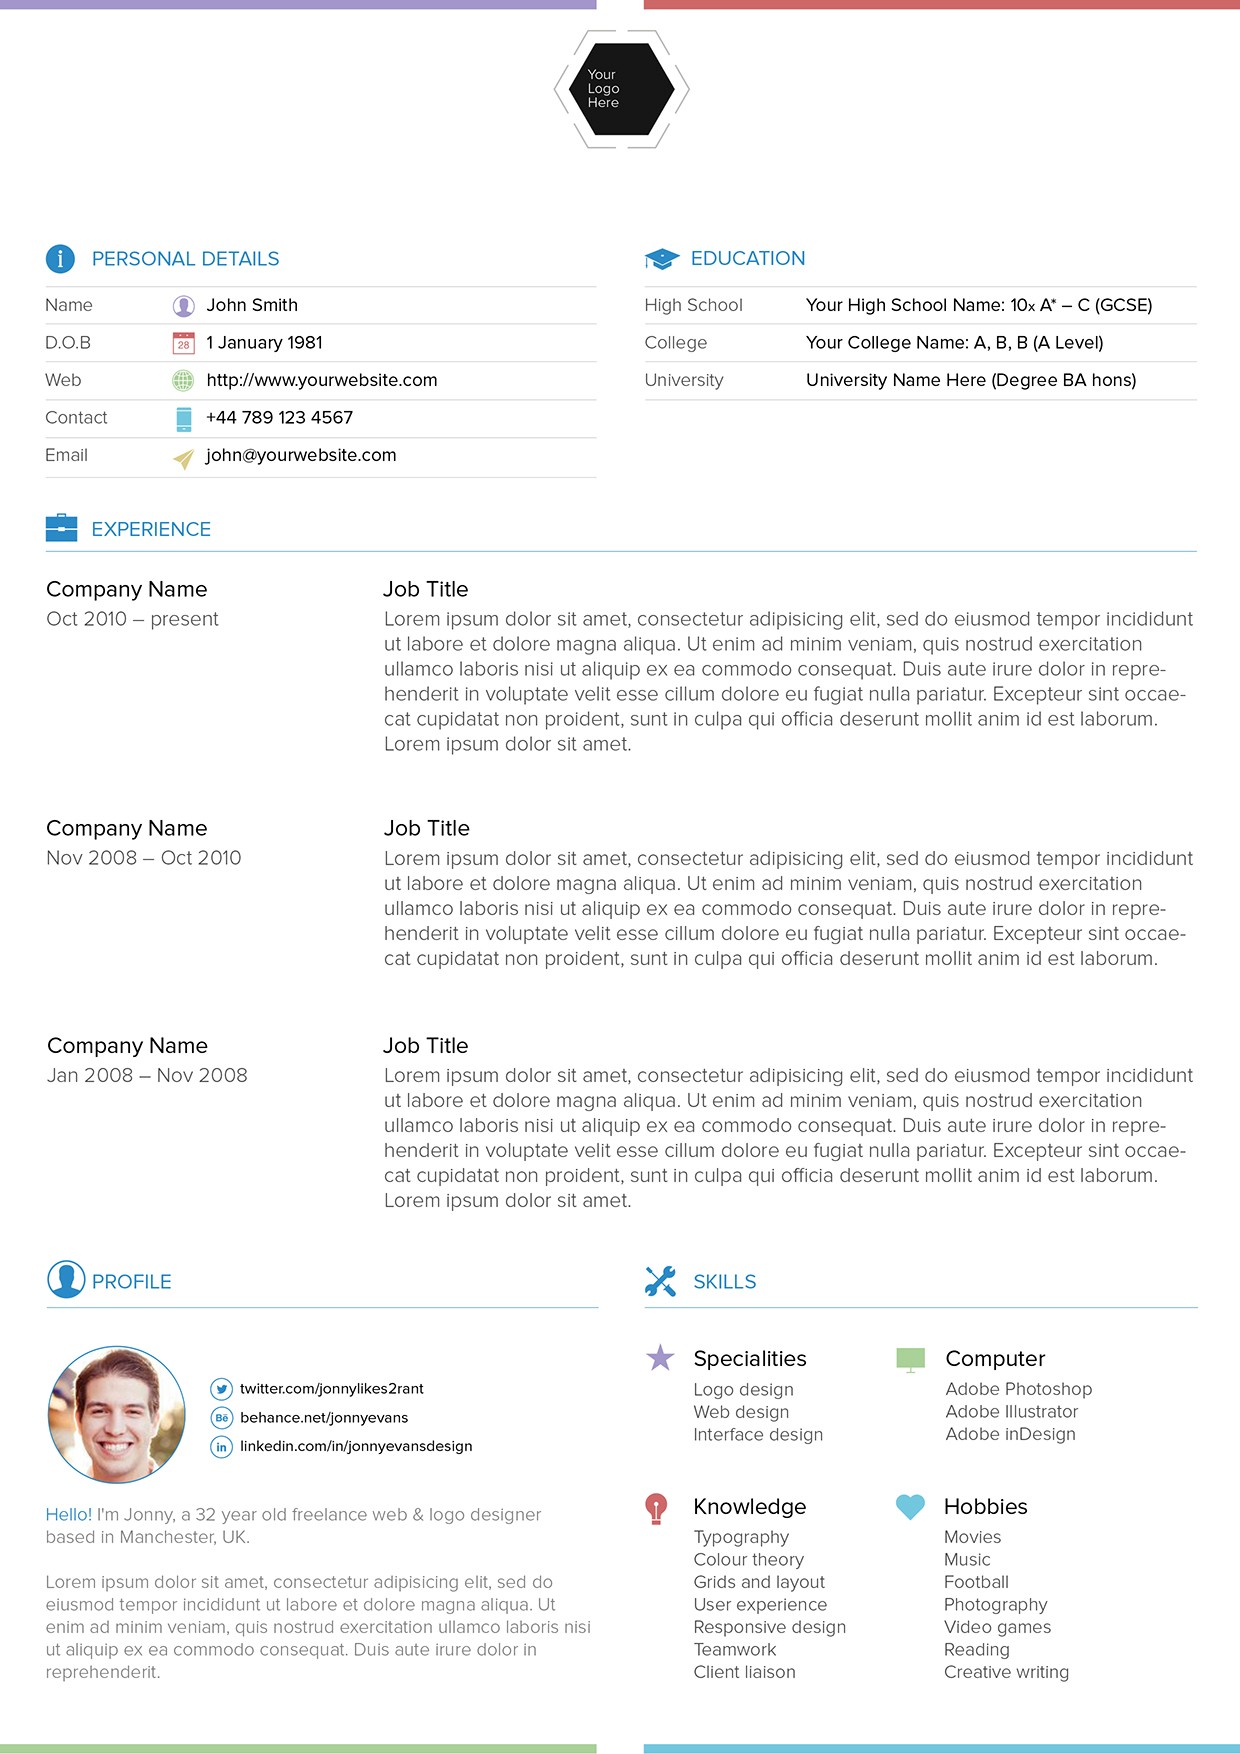 Your
Logo
Here
PERSONAL DETAILS
Name John Smith
D.O.B 28 1 January 1981
Web http://www.yourwebsite.com
Contact +44 789 123 4567
Email john@yourwebsite.com
EDUCATION
High School Your High School Name: 10x A* – C (GCSE)
College Your College Name: A, B, B (A Level)
University University Name Here (Degree BA hons)
EXPERIENCE
Company Name
Oct 2010 – present
Job Title
Lorem ipsum dolor sit amet, consectetur adipisicing elit, sed do eiusmod tempor incididunt
ut labore et dolore magna aliqua. Ut enim ad minim veniam, quis nostrud exercitation
ullamco laboris nisi ut aliquip ex ea commodo consequat. Duis aute irure dolor in repre-
henderit in voluptate velit esse cillum dolore eu fugiat nulla pariatur. Excepteur sint occae-
cat cupidatat non proident, sunt in culpa qui officia deserunt mollit anim id est laborum.
Lorem ipsum dolor sit amet.
Company Name
Nov 2008 – Oct 2010
Job Title
Lorem ipsum dolor sit amet, consectetur adipisicing elit, sed do eiusmod tempor incididunt
ut labore et dolore magna aliqua. Ut enim ad minim veniam, quis nostrud exercitation
ullamco laboris nisi ut aliquip ex ea commodo consequat. Duis aute irure dolor in repre-
henderit in voluptate velit esse cillum dolore eu fugiat nulla pariatur. Excepteur sint occae-
cat cupidatat non proident, sunt in culpa qui officia deserunt mollit anim id est laborum.
Company Name
Jan 2008 – Nov 2008
Job Title
Lorem ipsum dolor sit amet, consectetur adipisicing elit, sed do eiusmod tempor incididunt
ut labore et dolore magna aliqua. Ut enim ad minim veniam, quis nostrud exercitation
ullamco laboris nisi ut aliquip ex ea commodo consequat. Duis aute irure dolor in repre-
henderit in voluptate velit esse cillum dolore eu fugiat nulla pariatur. Excepteur sint occae-
cat cupidatat non proident, sunt in culpa qui officia deserunt mollit anim id est laborum.
Lorem ipsum dolor sit amet.
PROFILE
twitter.com/jonnylikes2rant
Bē behance.net/jonnyevans
in linkedin.com/in/jonnyevansdesign
Hello! I'm Jonny, a 32 year old freelance web & logo designer
based in Manchester, UK.
Lorem ipsum dolor sit amet, consectetur adipisicing elit, sed do
eiusmod tempor incididunt ut labore et dolore magna aliqua. Ut
enim ad minim veniam, quis nostrud exercitation ullamco laboris nisi
ut aliquip ex ea commodo consequat. Duis aute irure dolor in
reprehenderit.
SKILLS
Specialities
Logo design
Web design
Interface design
Computer
Adobe Photoshop
Adobe Illustrator
Adobe inDesign
Knowledge
Typography
Colour theory
Grids and layout
User experience
Responsive design
Teamwork
Client liaison
Hobbies
Movies
Music
Football
Photography
Video games
Reading
Creative writing